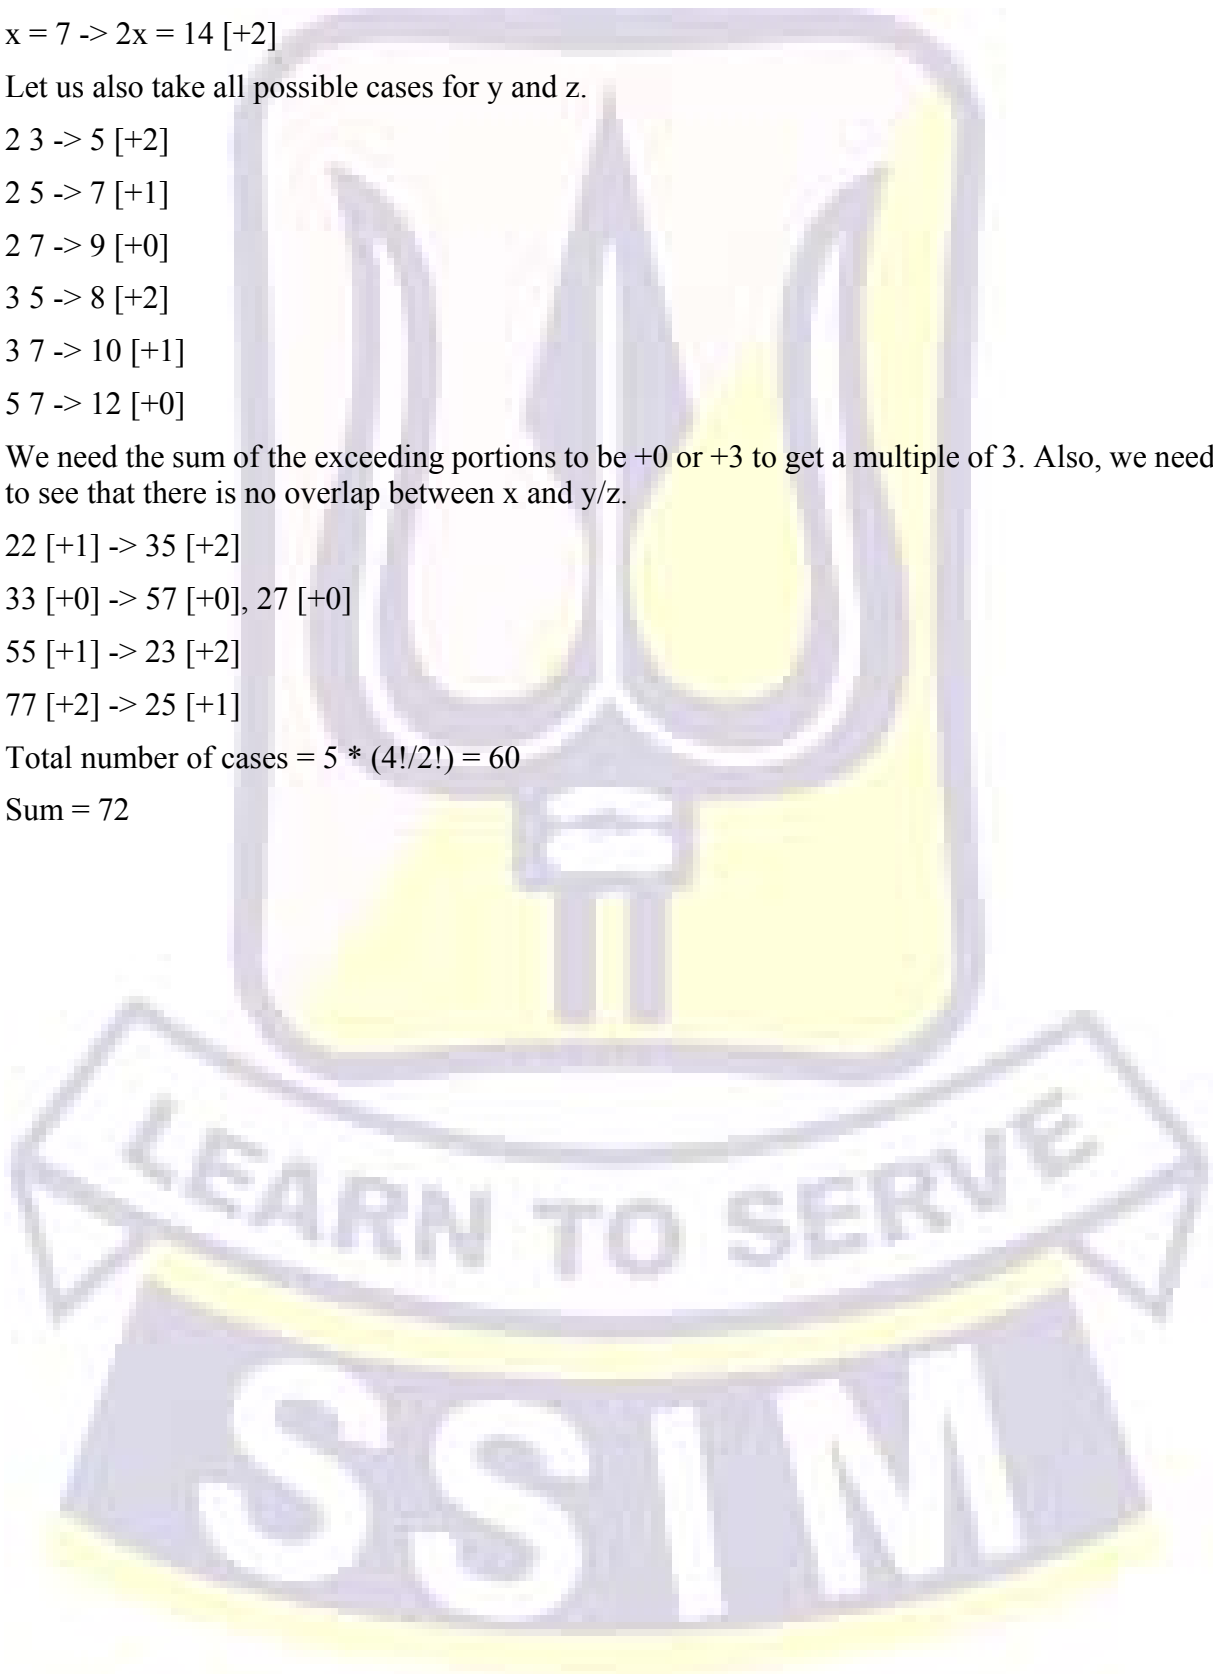 x = 7 -> 2x = 14 [+2]
Let us also take all possible cases for y and z.
2 3 -> 5 [+2]
2 5 -> 7 [+1]
2 7 -> 9 [+0]
3 5 -> 8 [+2]
3 7 -> 10 [+1]
5 7 -> 12 [+0]
We need the sum of the exceeding portions to be +0 or +3 to get a multiple of 3. Also, we need
to see that there is no overlap between x and y/z.
22 [+1] -> 35 [+2]
33 [+0] -> 57 [+0], 27 [+0]
55 [+1] -> 23 [+2]
77 [+2] -> 25 [+1]
Total number of cases = 5 * (4!/2!) = 60
Sum = 72
LEARN TO SERVE
SSIM